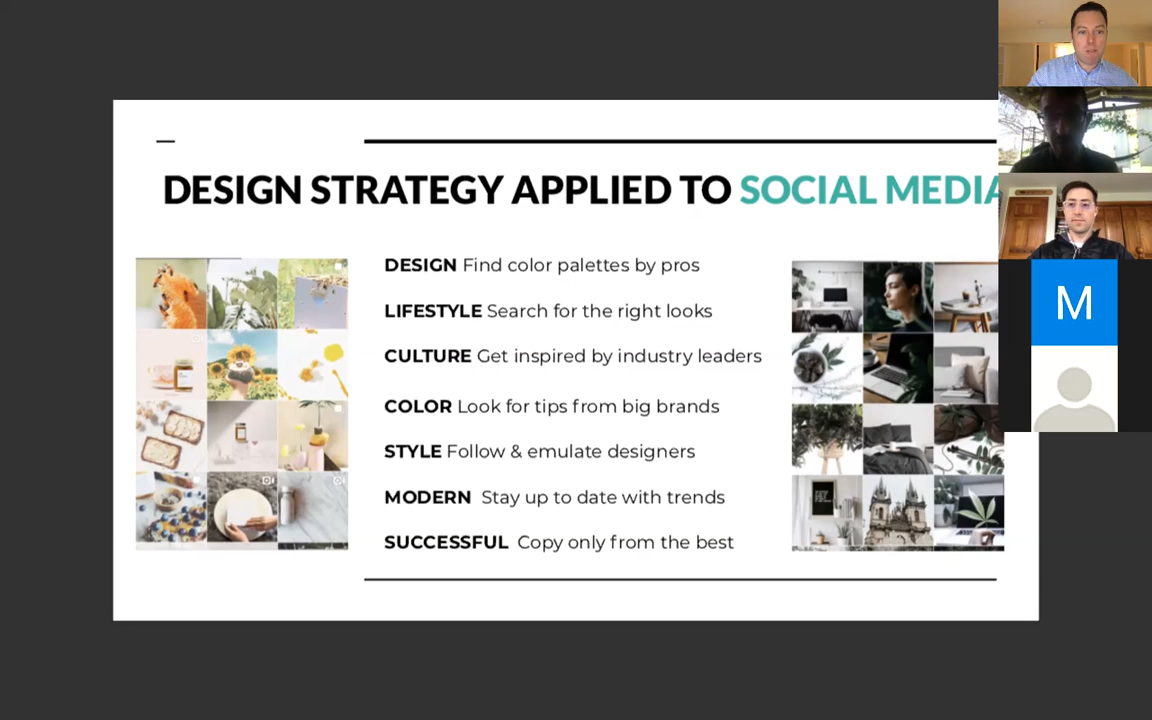 DESIGN STRATEGY APPLIED TO SOCIAL MEDIA
DESIGN Find color palettes by pros
LIFESTYLE Search for the right looks
CULTURE Get inspired by industry leaders
COLOR Look for tips from big brands
STYLE Follow & emulate designers
MODERN Stay up to date with trends
SUCCESSFUL Copy only from the best
M